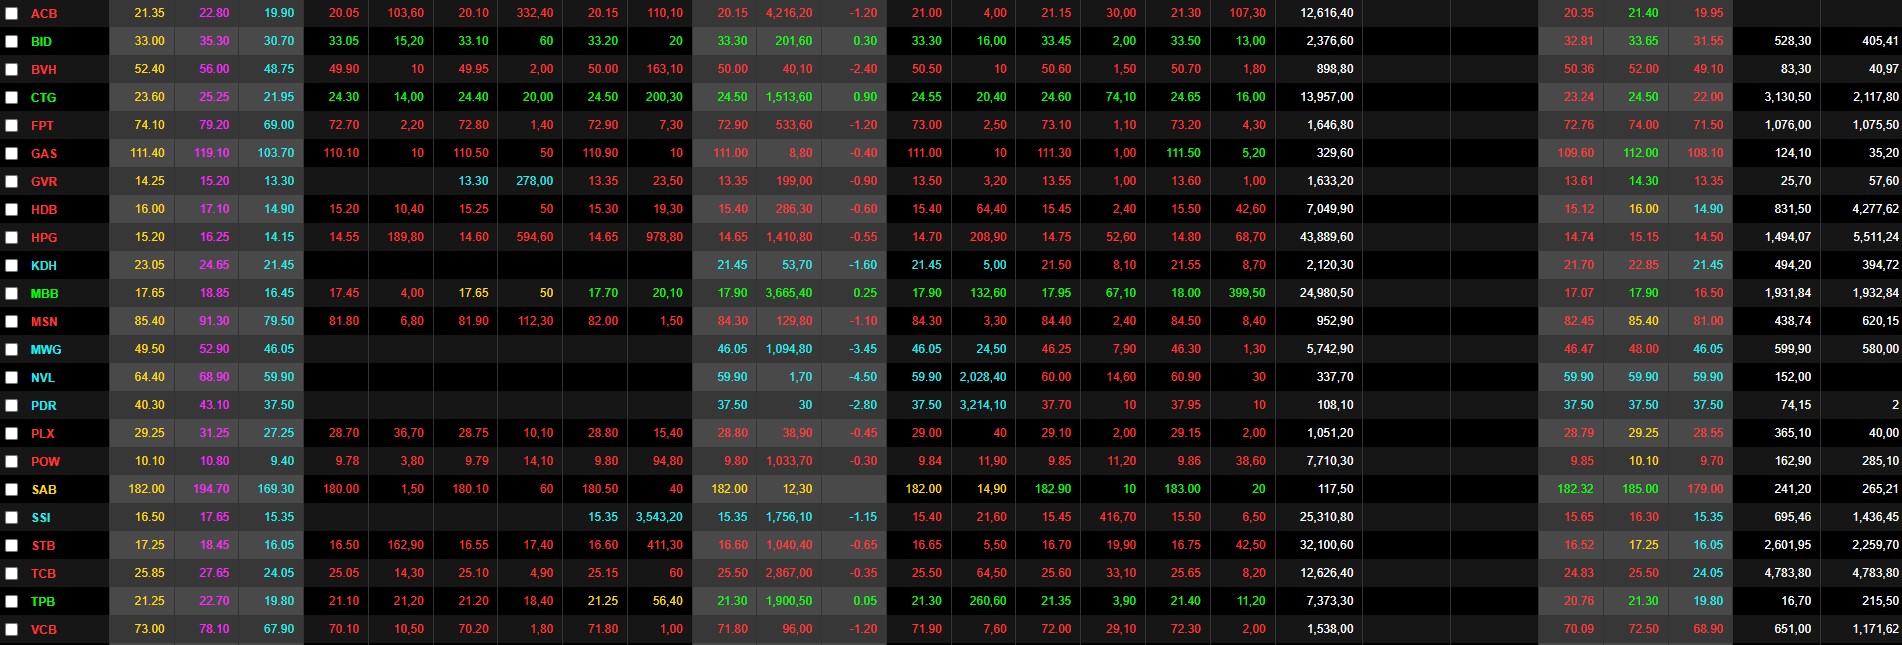 ACB 21.35 22.80 19.90 20.05 103,60 20.10 332,40 20.15 110,10 20.15 4,216,20 -1.20 21.00 4,00 21.15 30,00 21.30 107,30 12,616,40 20.35 21.40 19.95
BID 33.00 35.30 30.70 33.05 15,20 33.10 60 33.20 20 33.30 201,60 0.30 33.30 16,00 33.45 2,00 33.50 13,00 2,376,60 32.81 33.65 31.55 528,30 405,41
BVH 52.40 56.00 48.75 49.90 10 49.95 2,00 50.00 163,10 50.00 40,10 -2.40 50.50 10 50.60 1,50 50.70 1,80 898,80 50.36 52.00 49.10 83,30 40,97
CTG 23.60 25.25 21.95 24.30 14,00 24.40 20,00 24.50 200,30 24.50 1,513,60 0.90 24.55 20,40 24.60 74,10 24.65 16,00 13,957,00 23.24 24.50 22.00 3,130,50 2,117,80
FPT 74.10 79.20 69.00 72.70 2,20 72.80 1,40 72.90 7,30 72.90 533,60 -1.20 73.00 2,50 73.10 1,10 73.20 4,30 1,646,80 72.76 74.00 71.50 1,076,00 1,075,50
GAS 111.40 119.10 103.70 110.10 10 110.50 50 110.90 10 111.00 8,80 -0.40 111.00 10 111.30 1,00 111.50 5,20 329,60 109.60 112.00 108.10 124,10 35,20
GVR 14.25 15.20 13.30 13.30 278,00 13.35 23,50 13.35 199,00 -0.90 13.50 3,20 13.55 1,00 13.60 1,00 1,633,20 13.61 14.30 13.35 25,70 57,60
HDB 16.00 17.10 14.90 15.20 10,40 15.25 50 15.30 19,30 15.40 286,30 -0.60 15.40 64,40 15.45 2,40 15.50 42,60 7,049,90 15.12 16.00 14.90 831,50 4,277,62
HPG 15.20 16.25 14.15 14.55 189,80 14.60 594,60 14.65 978,80 14.65 1,410,80 -0.55 14.70 208,90 14.75 52,60 14.80 68,70 43,889,60 14.74 15.15 14.50 1,494,07 5,511,24
KDH 23.05 24.65 21.45 21.45 53,70 -1.60 21.45 5,00 21.50 8,10 21.55 8,70 2,120,30 21.70 22.85 21.45 494,20 394,72
MBB 17.65 18.85 16.45 17.45 4,00 17.65 50 17.70 20,10 17.90 3,665,40 0.25 17.90 132,60 17.95 67,10 18.00 399,50 24,980,50 17.07 17.90 16.50 1,931,84 1,932,84
MSN 85.40 91.30 79.50 81.80 6,80 81.90 112,30 82.00 1,50 84.30 129,80 -1.10 84.30 3,30 84.40 2,40 84.50 8,40 952,90 82.45 85.40 81.00 438,74 620,15
MWG 49.50 52.90 46.05 46.05 1,094,80 -3.45 46.05 24,50 46.25 7,90 46.30 1,30 5,742,90 46.47 48.00 46.05 599,90 580,00
NVL 64.40 68.90 59.90 59.90 1,70 -4.50 59.90 2,028,40 60.00 14,60 60.90 30 337,70 59.90 59.90 59.90 152,00
PDR 40.30 43.10 37.50 37.50 30 -2.80 37.50 3,214,10 37.70 10 37.95 10 108,10 37.50 37.50 37.50 74,15 2
PLX 29.25 31.25 27.25 28.70 36,70 28.75 10,10 28.80 15,40 28.80 38,90 -0.45 29.00 40 29.10 2,00 29.15 2,00 1,051,20 28.79 29.25 28.55 365,10 40,00
POW 10.10 10.80 9.40 9.78 3,80 9.79 14,10 9.80 94,80 9.80 1,033,70 -0.30 9.84 11,90 9.85 11,20 9.86 38,60 7,710,30 9.85 10.10 9.70 162,90 285,10
SAB 182.00 194.70 169.30 180.00 1,50 180.10 60 180.50 40 182.00 12,30 182.00 14,90 182.90 10 183.00 20 117,50 182.32 185.00 179.00 241,20 265,21
SSI 16.50 17.65 15.35 15.35 3,543,20 15.35 1,756,10 -1.15 15.40 21,60 15.45 416,70 15.50 6,50 25,310,80 15.65 16.30 15.35 695,46 1,436,45
STB 17.25 18.45 16.05 16.50 162,90 16.55 17,40 16.60 411,30 16.60 1,040,40 -0.65 16.65 5,50 16.70 19,90 16.75 42,50 32,100,60 16.52 17.25 16.05 2,601,95 2,259,70
TCB 25.85 27.65 24.05 25.05 14,30 25.10 4,90 25.15 60 25.50 2,867,00 -0.35 25.50 64,50 25.60 33,10 25.65 8,20 12,626,40 24.83 25.50 24.05 4,783,80 4,783,80
TPB 21.25 22.70 19.80 21.10 21,20 21.20 18,40 21.25 56,40 21.30 1,900,50 0.05 21.30 260,60 21.35 3,90 21.40 11,20 7,373,30 20.76 21.30 19.80 16,70 215,50
VCB 73.00 78.10 67.90 70.10 10,50 70.20 1,80 71.80 1,00 71.80 96,00 -1.20 71.90 7,60 72.00 29,10 72.30 2,00 1,538,00 70.09 72.50 68.90 651,00 1,171,62